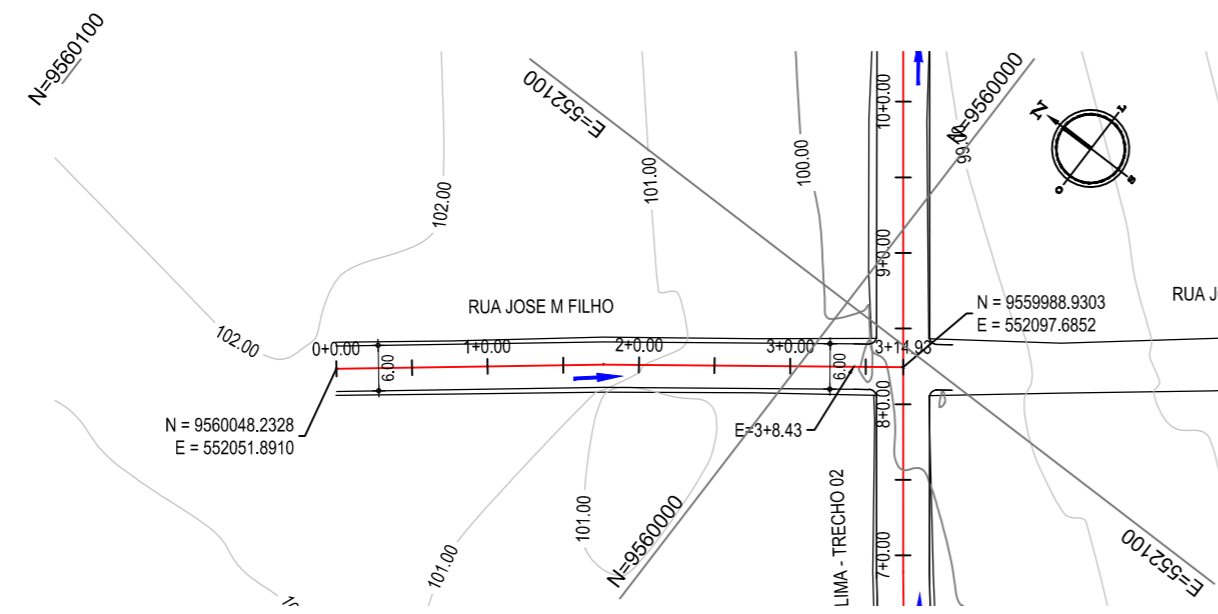 N=9560100
E=552100
N=9560000
99.00
N
L
S
O
10+0.00
102.00
101.00
100.00
9+0.00
RUA JOSE M FILHO
N = 9559988.9303
E = 552097.6852
RUA J
102.00
0+0.00
1+0.00
2+0.00
3+0.00
3+14.93
6.00
6.00
N = 9560048.2328
E = 552051.8910
E=3+8.43
8+0.00
LIMA - TRECHO 02
101.00
101.00
N=9560000
7+0.00
E=552100